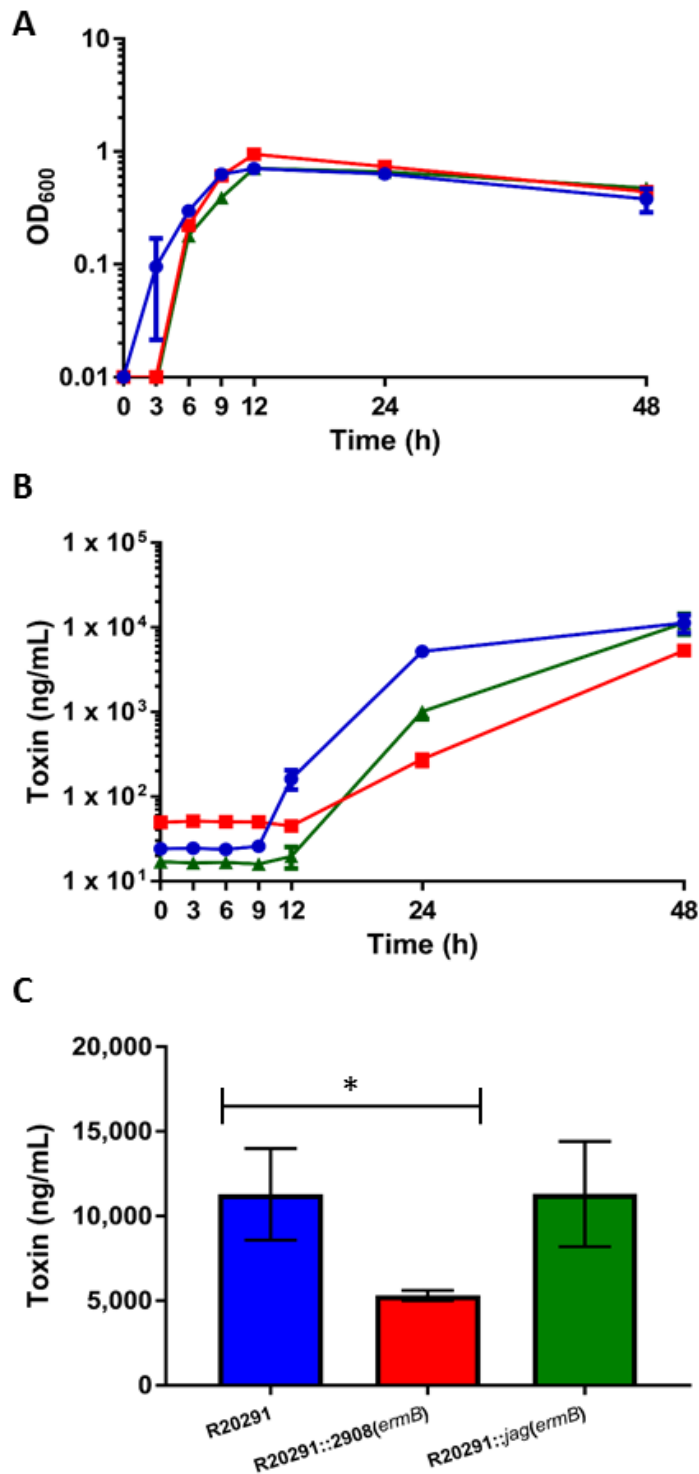 A
10
1
0.1
0.01
OD600
0 3 6 9 12 24 48
Time (h)
B
1 x 10^5
1 x 10^4
1 x 10^3
1 x 10^2
1 x 10^1
Toxin (ng/mL)
0 3 6 9 12 24 48
Time (h)
C
20,000
15,000
10,000
5,000
0
Toxin (ng/mL)
*
R20291
R20291::2908(ermB)
R20291::jag(ermB)